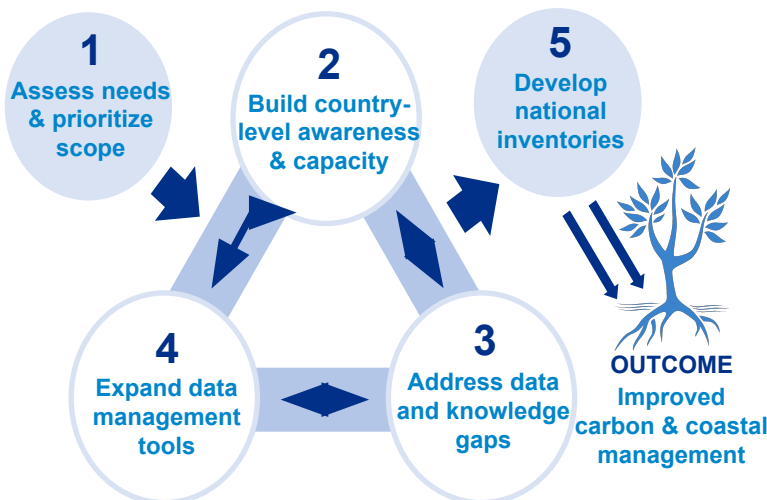 1
Assess needs
& prioritize
scope
2
Build country-
level awareness
& capacity
5
Develop
national
inventories
4
Expand data
management
tools
3
Address data
and knowledge
gaps
OUTCOME
Improved
carbon & coastal
management